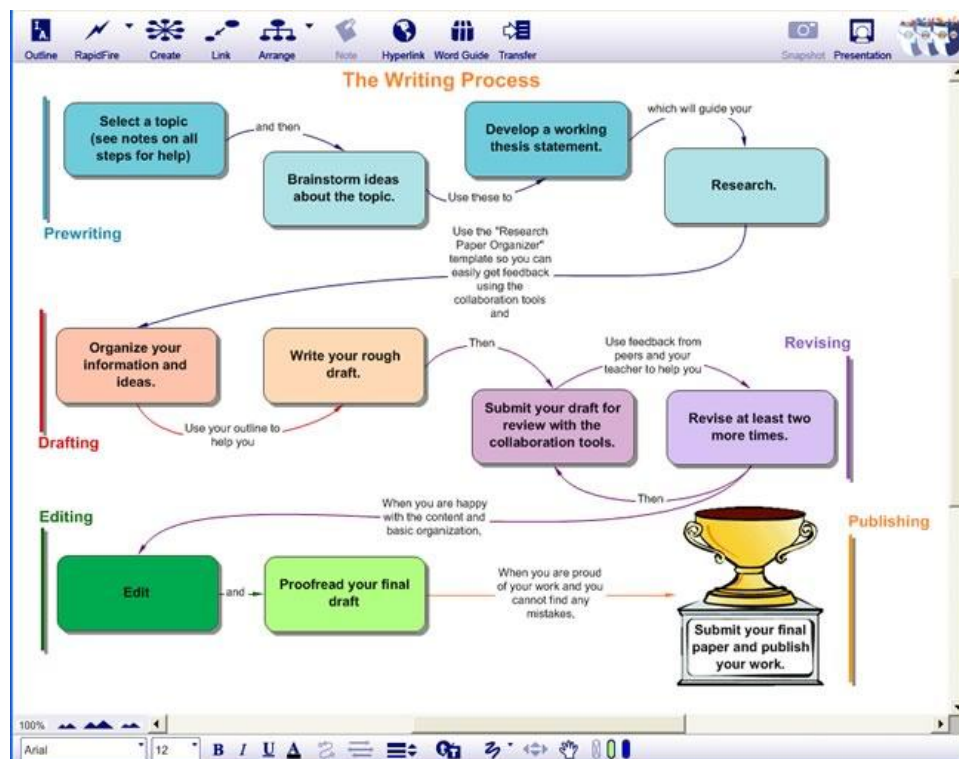 Outline RapidFire Create Link Arrange Note Hyperlink Word Guide Transfer Snapshot Presentation
The Writing Process
Select a topic
(see notes on all
steps for help)
and then
Brainstorm ideas
about the topic.
Use these to
Develop a working
thesis statement.
which will guide your
Research.
Prewriting
Use the "Research
Paper Organizer"
template so you can
easily get feedback
using the
collaboration tools
and
Organize your
information and
ideas.
Use your outline to
help you
Write your rough
draft.
Drafting
Then
Submit your draft for
review with the
collaboration tools.
Use feedback from
peers and your
teacher to help you
Revise at least two
more times.
Then
Revising
When you are happy
with the content and
basic organization,
Editing
Edit
and
Proofread your final
draft
When you are proud
of your work and you
cannot find any
mistakes,
Submit your final
paper and publish
your work.
Publishing
100%
Arial 12 B I U A